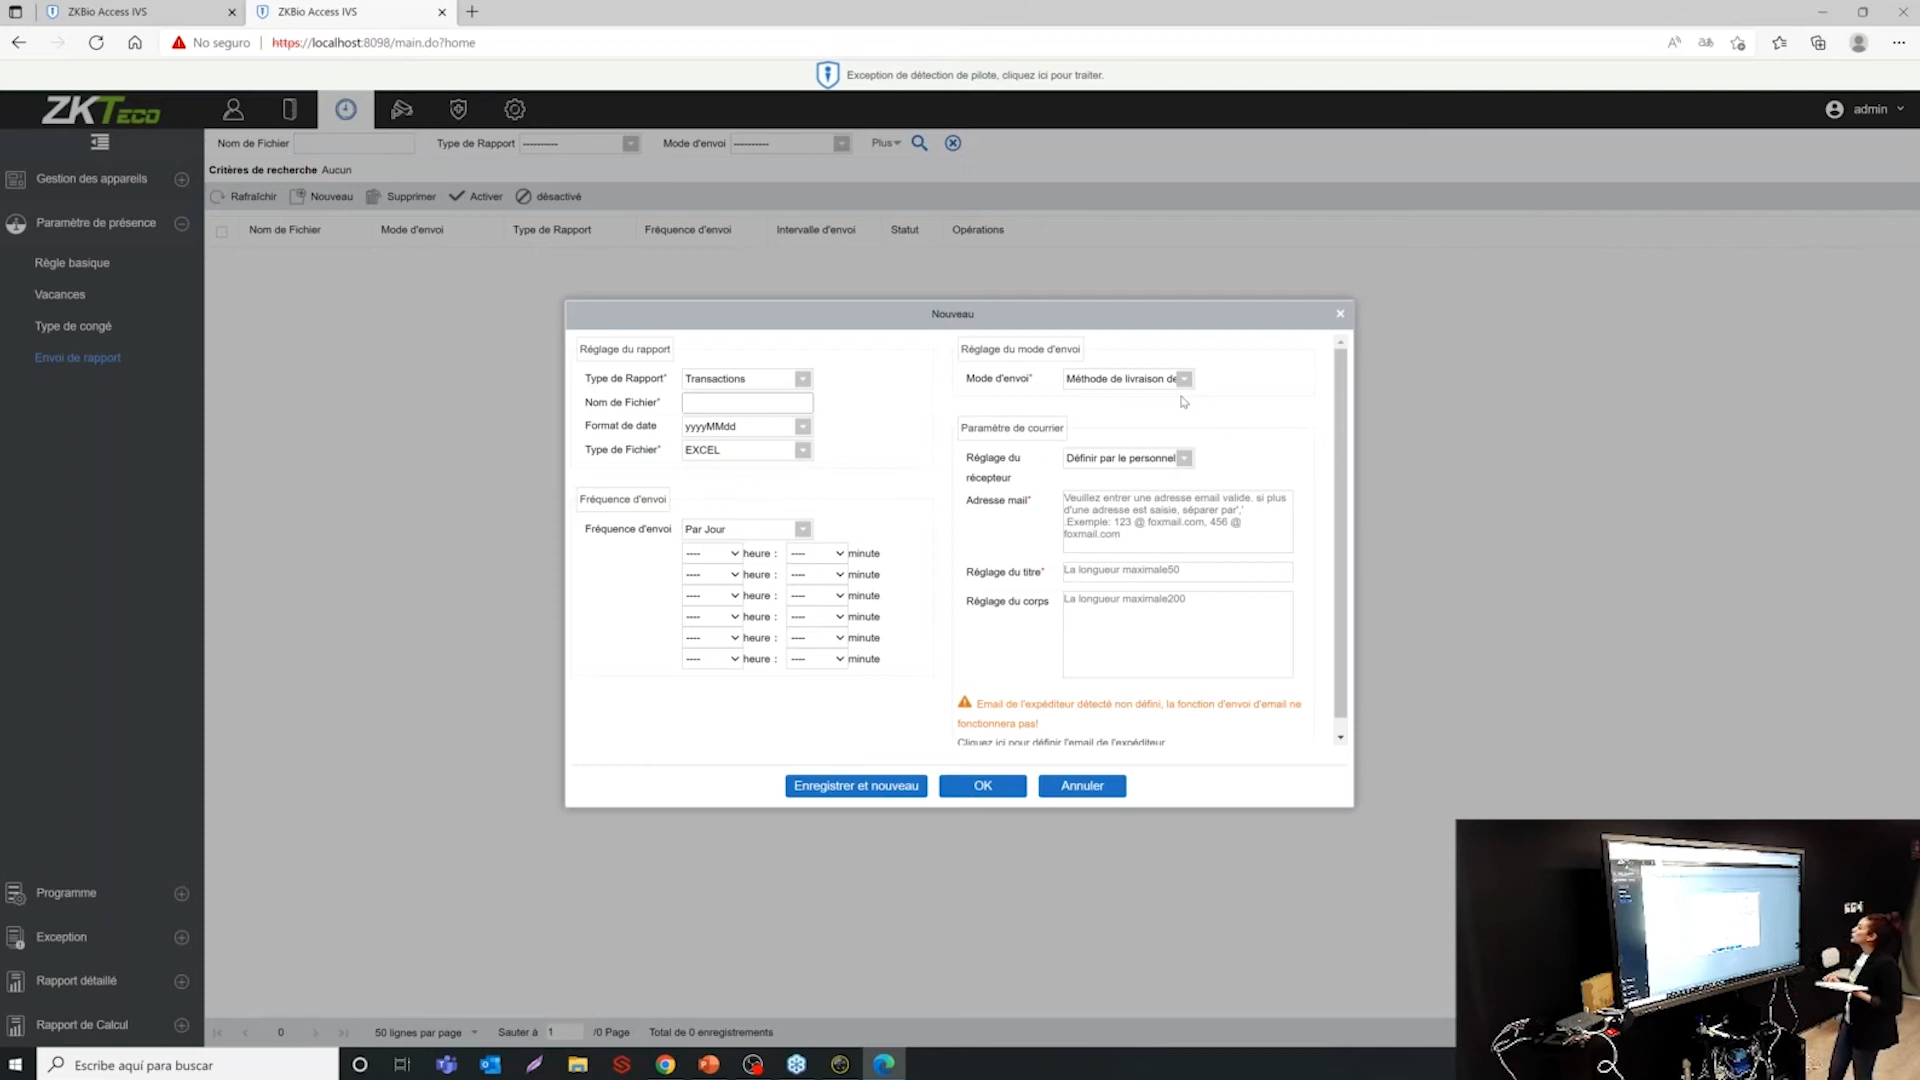 ZKBio Access IVS
ZKBio Access IVS
No seguro
https://localhost:8098/main.do?home
Exception de détection de pilote, cliquez ici pour traiter.
ZKTECO
admin
Nom de Fichier
Type de Rapport ----------
Mode d'envoi ----------
Plus
Critères de recherche Aucun
Rafraîchir Nouveau Supprimer Activer désactivé
Nom de Fichier Mode d'envoi Type de Rapport Fréquence d'envoi Intervalle d'envoi Statut Opérations
Gestion des appareils
Paramètre de présence
Règle basique
Vacances
Type de congé
Envoi de rapport
Programme
Exception
Rapport détaillé
Rapport de Calcul
Nouveau
Réglage du rapport
Type de Rapport* Transactions
Nom de Fichier*
Format de date yyyyMMdd
Type de Fichier* EXCEL
Fréquence d'envoi
Fréquence d'envoi Par Jour
---- heure : ---- minute
---- heure : ---- minute
---- heure : ---- minute
---- heure : ---- minute
---- heure : ---- minute
---- heure : ---- minute
Réglage du mode d'envoi
Mode d'envoi* Méthode de livraison de
Paramètre de courrier
Réglage du
récepteur
Définir par le personnel
Adresse mail*
Veuillez entrer une adresse email valide. si plus
d'une adresse est saisie, séparer par','
.Exemple: 123 @ foxmail.com, 456 @
foxmail.com
Réglage du titre* La longueur maximale50
Réglage du corps La longueur maximale200
Email de l'expéditeur détecté non défini, la fonction d'envoi d'email ne
fonctionnera pas!
Cliquez ici pour définir l'email de l'expéditeur
Enregistrer et nouveau OK Annuler
0
50 lignes par page Sauter à 1 /0 Page Total de 0 enregistrements
Escribe aquí para buscar